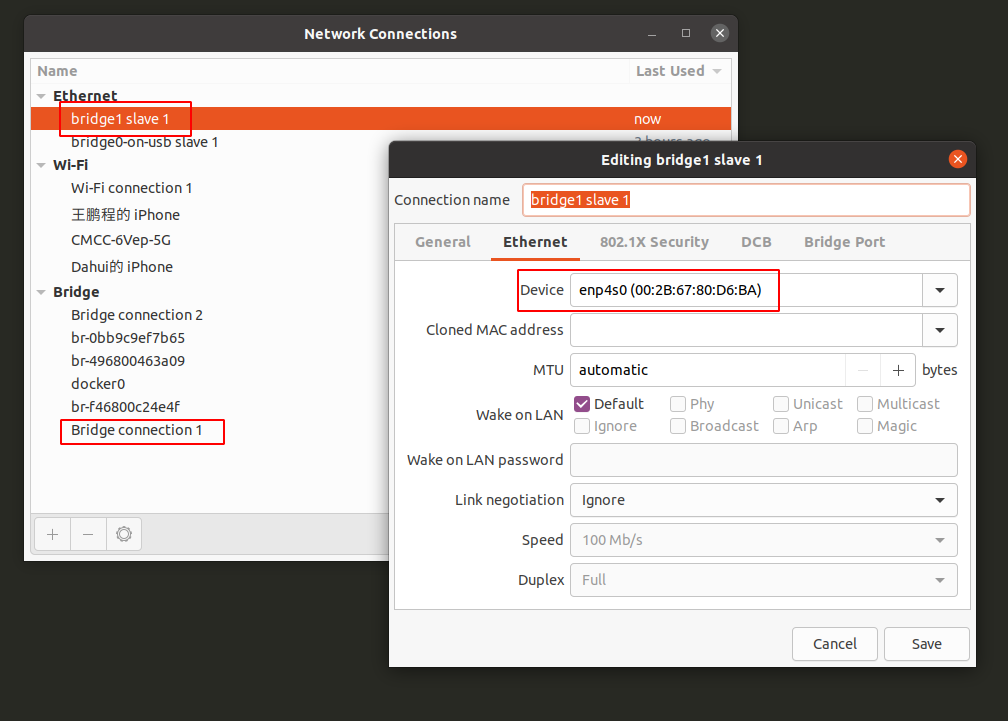 Network Connections
Name Last Used
Ethernet
bridge1 slave 1 now
bridge0-on-usb slave 1
Wi-Fi
Wi-Fi connection 1
王鹏程的 iPhone
CMCC-6Vep-5G
Dahui的 iPhone
Bridge
Bridge connection 2
br-0bb9c9ef7b65
br-496800463a09
docker0
br-f46800c24e4f
Bridge connection 1
Editing bridge1 slave 1
Connection name bridge1 slave 1
General Ethernet 802.1X Security DCB Bridge Port
Device enp4s0 (00:2B:67:80:D6:BA)
Cloned MAC address
MTU automatic bytes
Wake on LAN
Default Phy Unicast Multicast
Ignore Broadcast Arp Magic
Wake on LAN password
Link negotiation Ignore
Speed 100 Mb/s
Duplex Full
Cancel Save